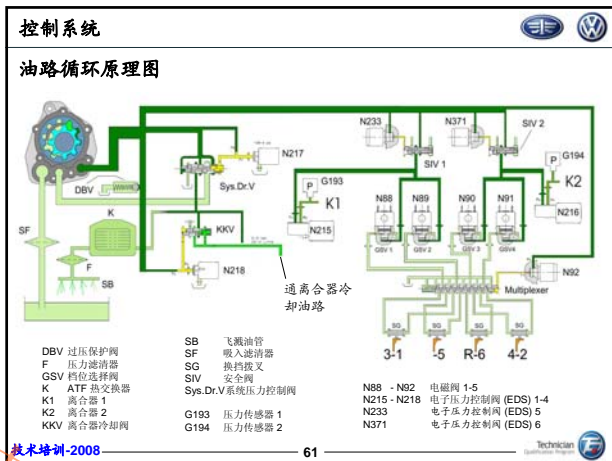 控制系统
油路循环原理图
N233
N371
SIV 2
N217
SIV 1
G194
P
K2
G193
P
K1
DBV
Sys.Dr.V
K
N88
N89
N90
N91
N216
SF
KKV
N215
GSV 1
GSV 2
GSV 3
GSV4
F
N218
N92
SB
Multiplexer
通离合器冷
却油路
SG
SG
SG
SG
3-1
-5
R-6
4-2
DBV 过压保护阀
F 压力滤清器
GSV 档位选择阀
K ATF 热交换器
K1 离合器 1
K2 离合器 2
KKV 离合器冷却阀
SB 飞溅油管
SF 吸入滤清器
SG 换挡拨叉
SIV 安全阀
Sys.Dr.V系统压力控制阀
G193 压力传感器 1
G194 压力传感器 2
N88 - N92 电磁阀 1-5
N215 - N218 电子压力控制阀 (EDS) 1-4
N233 电子压力控制阀 (EDS) 5
N371 电子压力控制阀 (EDS) 6
技术培训-2008
61
Technician
Qualification Program